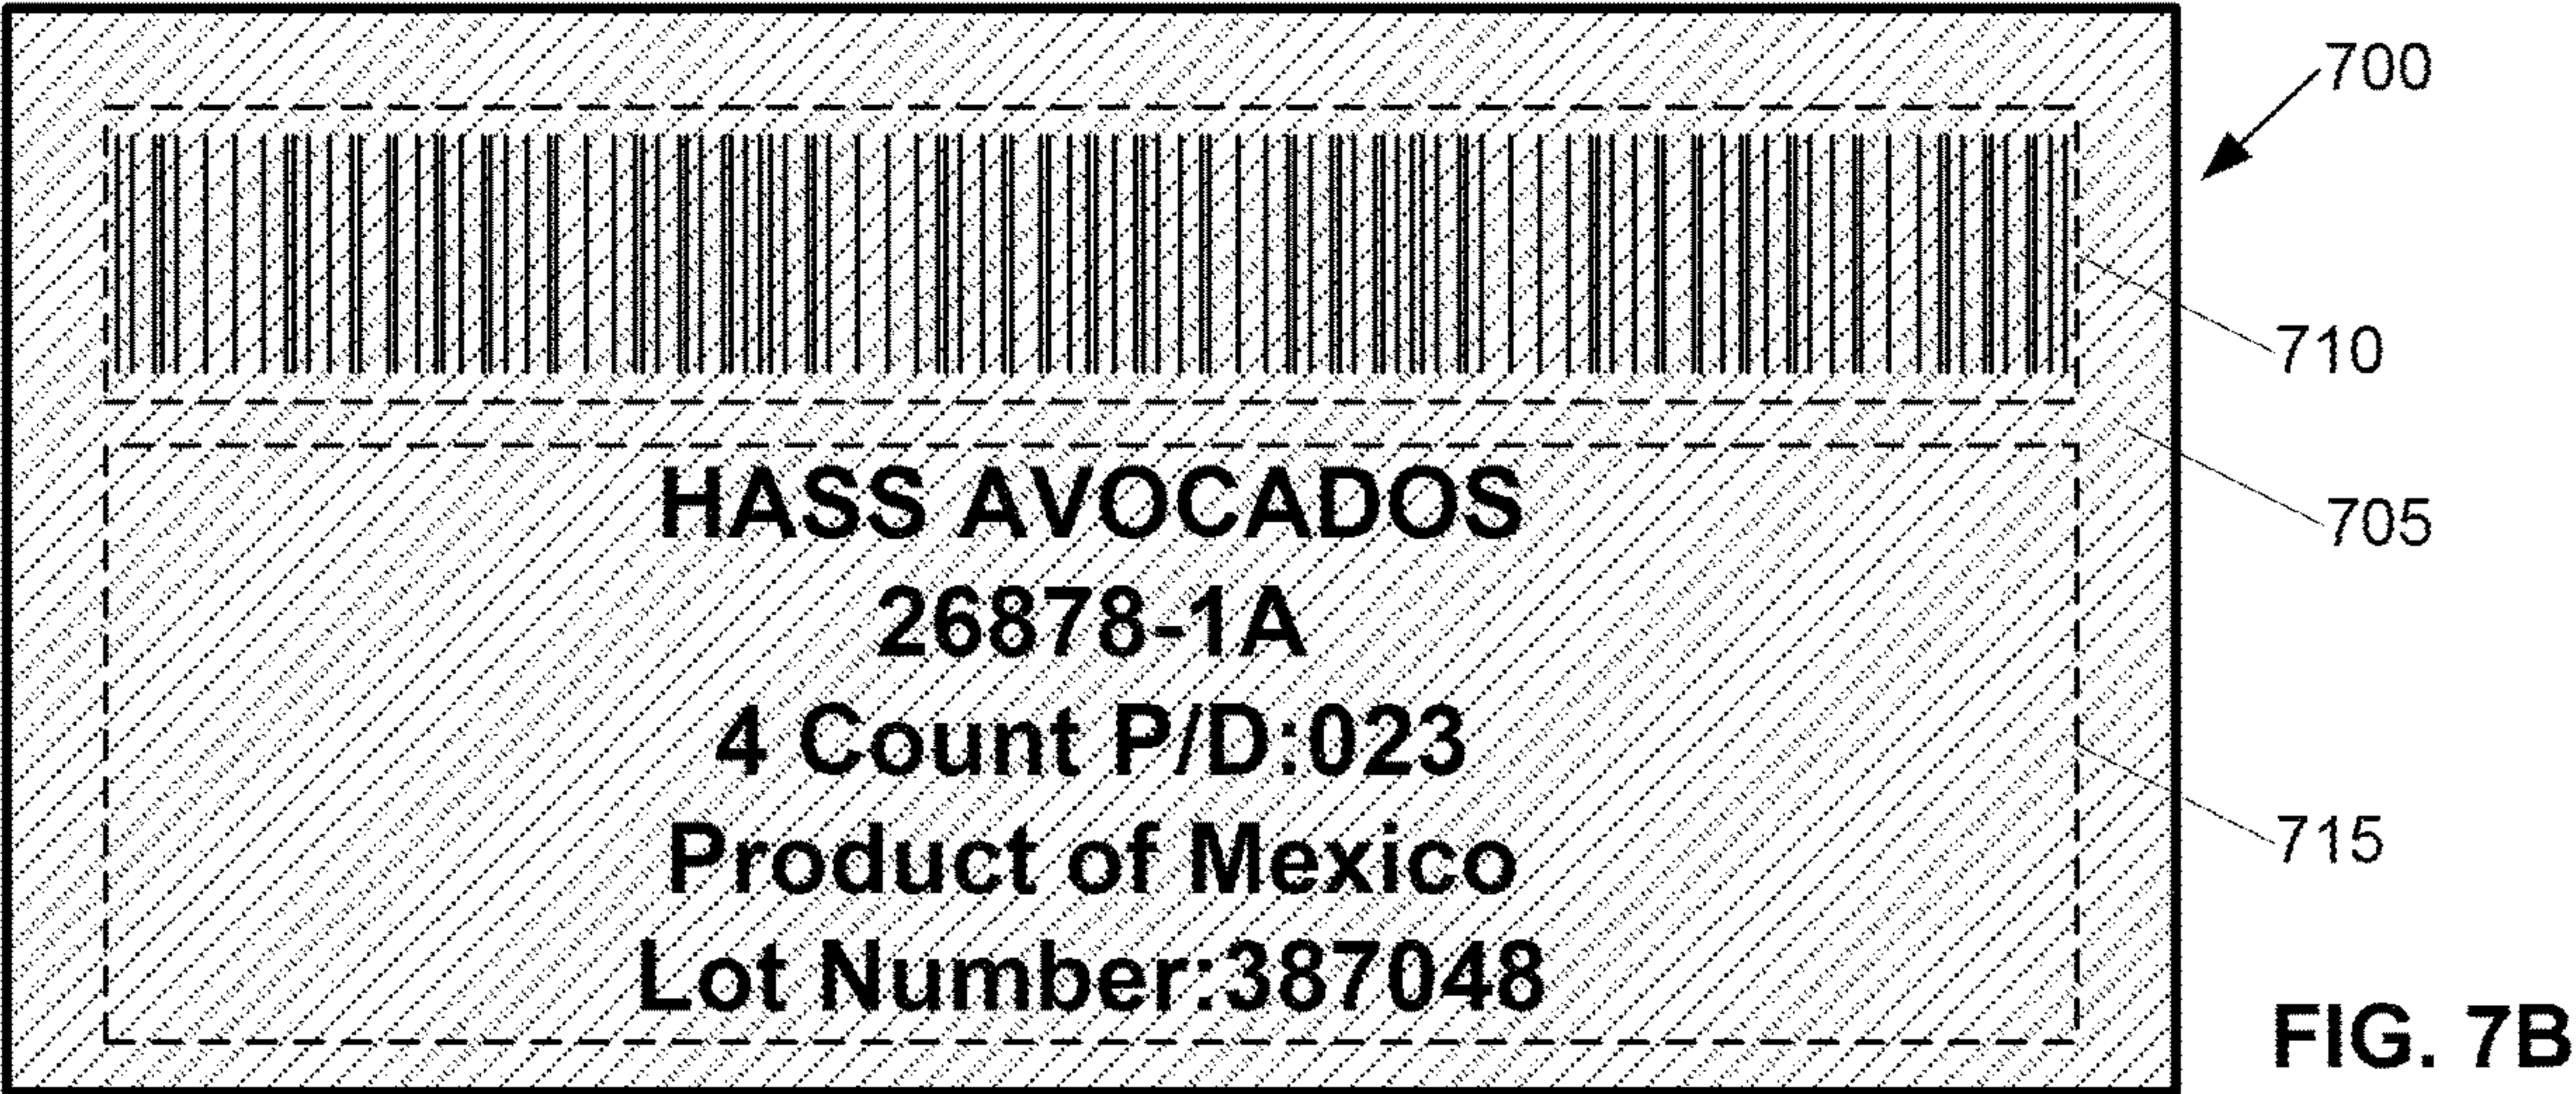 700
710
705
HASS AVOCADOS
26878-1A
4 Count P/D:023
Product of Mexico
715
Lot Number:387048
FIG. 7B